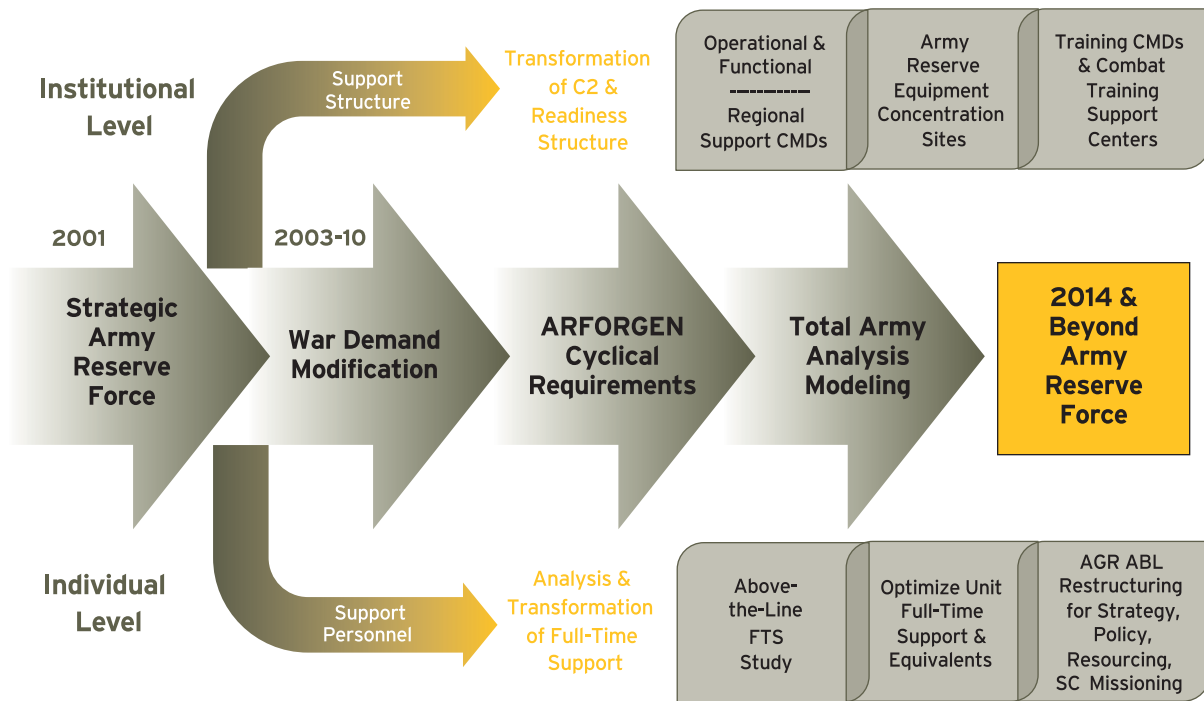 Institutional
Level
Support
Structure
Transformation
of C2 &
Readiness
Structure
Operational &
Functional
-----------
Regional
Support CMDs
Army
Reserve
Equipment
Concentration
Sites
Training CMDs
& Combat
Training
Support
Centers
2001
Strategic
Army
Reserve
Force
2003-10
War Demand
Modification
ARFORGEN
Cyclical
Requirements
Total Army
Analysis
Modeling
2014 &
Beyond
Army
Reserve
Force
Individual
Level
Support
Personnel
Analysis &
Transformation
of Full-Time
Support
Above-
the-Line
FTS
Study
Optimize Unit
Full-Time
Support &
Equivalents
AGR ABL
Restructuring
for Strategy,
Policy,
Resourcing,
SC Missioning